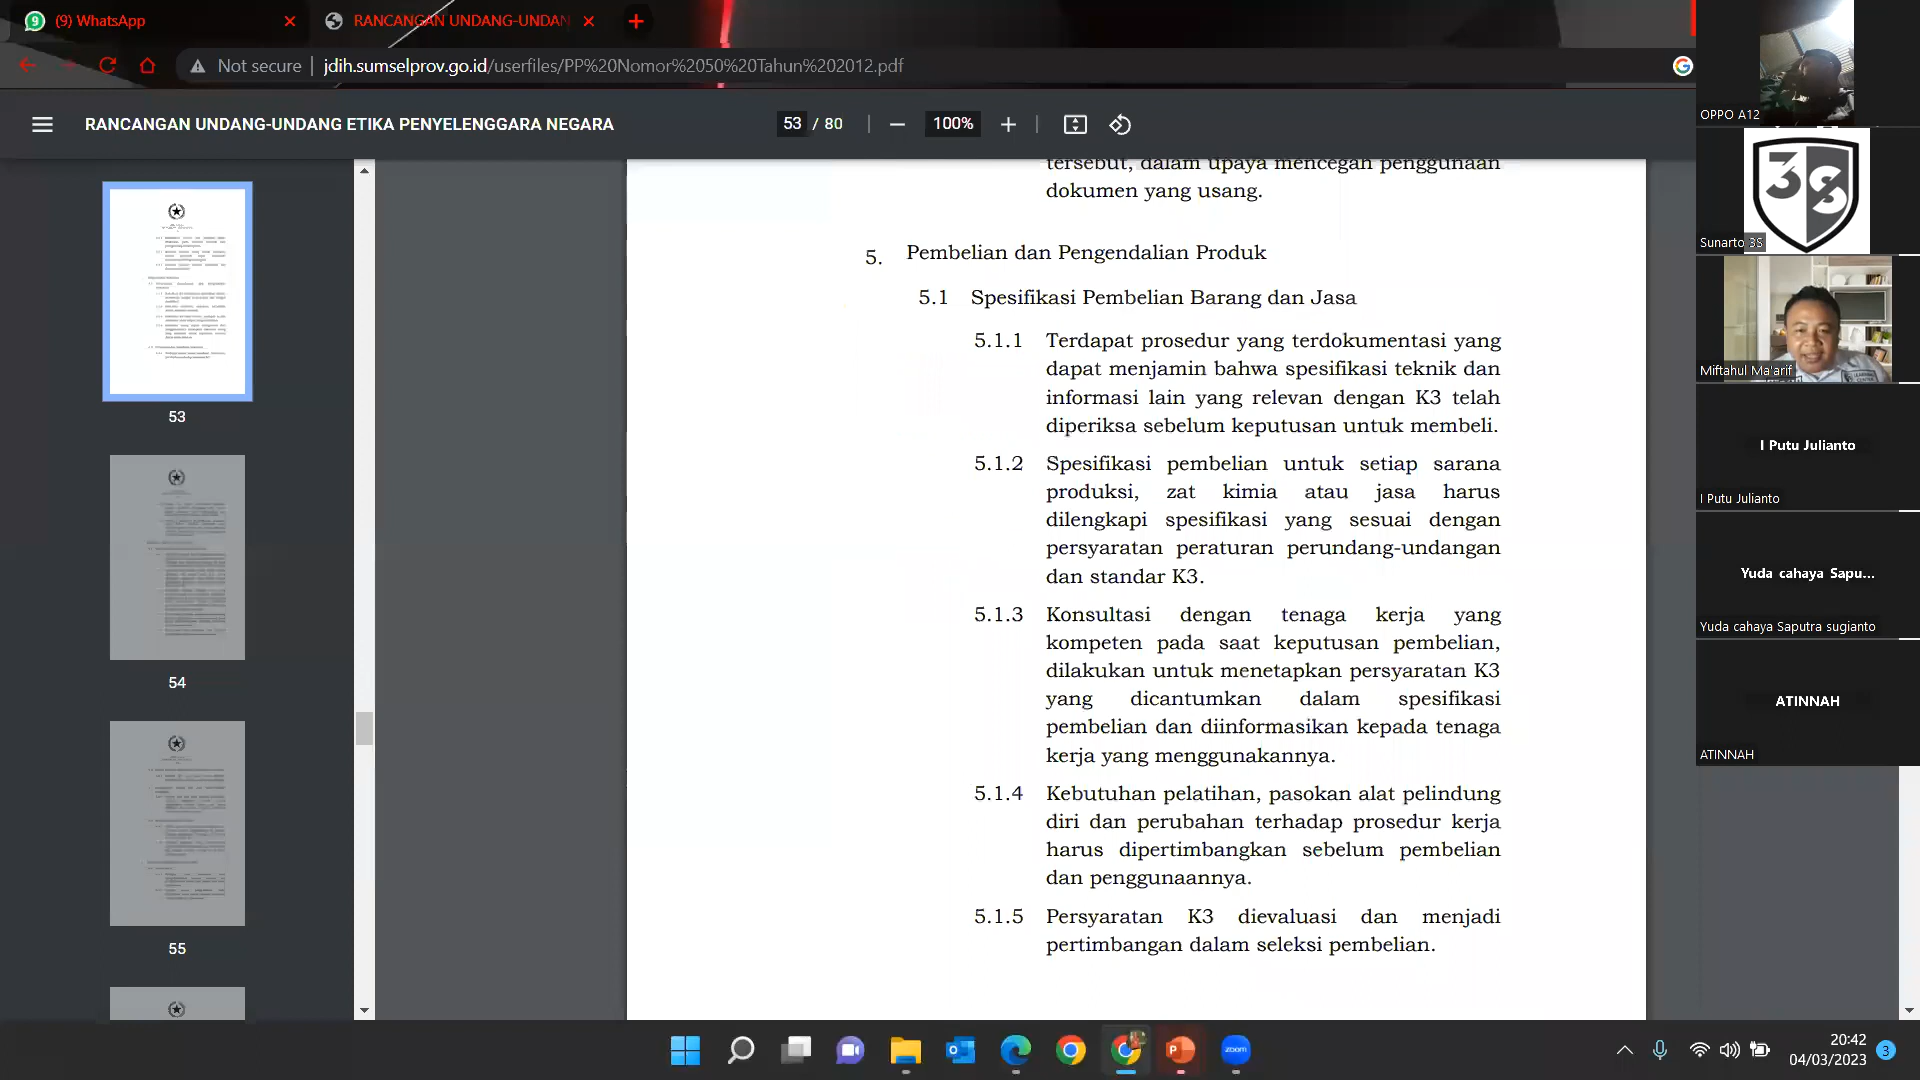 (9) WhatsApp
RANCANGAN UNDANG-UNDAN
Not secure | jdih.sumselprov.go.id/userfiles/PP%20Nomor%2050%20Tahun%202012.pdf
RANCANGAN UNDANG-UNDANG ETIKA PENYELENGGARA NEGARA
53 / 80
100%
53
54
55
tersebut, dalam upaya mencegah penggunaan
dokumen yang usang.
5. Pembelian dan Pengendalian Produk
5.1 Spesifikasi Pembelian Barang dan Jasa
5.1.1 Terdapat prosedur yang terdokumentasi yang
dapat menjamin bahwa spesifikasi teknik dan
informasi lain yang relevan dengan K3 telah
diperiksa sebelum keputusan untuk membeli.
5.1.2 Spesifikasi pembelian untuk setiap sarana
produksi, zat kimia atau jasa harus
dilengkapi spesifikasi yang sesuai dengan
persyaratan peraturan perundang-undangan
dan standar K3.
5.1.3 Konsultasi dengan tenaga kerja yang
kompeten pada saat keputusan pembelian,
dilakukan untuk menetapkan persyaratan K3
yang dicantumkan dalam spesifikasi
pembelian dan diinformasikan kepada tenaga
kerja yang menggunakannya.
5.1.4 Kebutuhan pelatihan, pasokan alat pelindung
diri dan perubahan terhadap prosedur kerja
harus dipertimbangkan sebelum pembelian
dan penggunaannya.
5.1.5 Persyaratan K3 dievaluasi dan menjadi
pertimbangan dalam seleksi pembelian.
OPPO A12
3S
Sunarto 3S
Miftahul Ma'arif
I Putu Julianto
I Putu Julianto
Yuda cahaya Sapu...
Yuda cahaya Saputra sugianto
ATINNAH
ATINNAH
zoom
20:42
04/03/2023
3